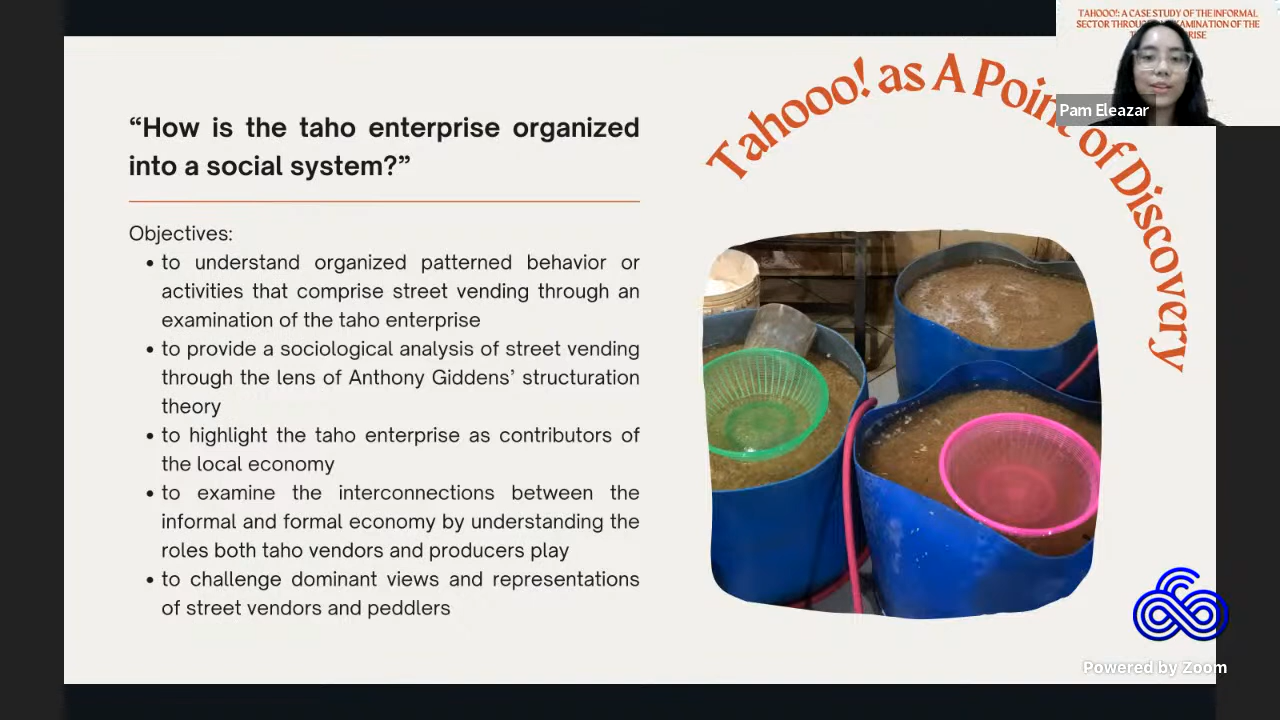 “How is the taho enterprise organized
into a social system?”
Objectives:
• to understand organized patterned behavior or
activities that comprise street vending through an
examination of the taho enterprise
• to provide a sociological analysis of street vending
through the lens of Anthony Giddens’ structuration
theory
• to highlight the taho enterprise as contributors of
the local economy
• to examine the interconnections between the
informal and formal economy by understanding the
roles both taho vendors and producers play
• to challenge dominant views and representations
of street vendors and peddlers
Tahooo! as A Point of Discovery
TAHOOO!: A CASE STUDY OF THE INFORMAL
SECTOR THROUGH EXAMINATION OF THE
Pam Eleazar
Powered by Zoom